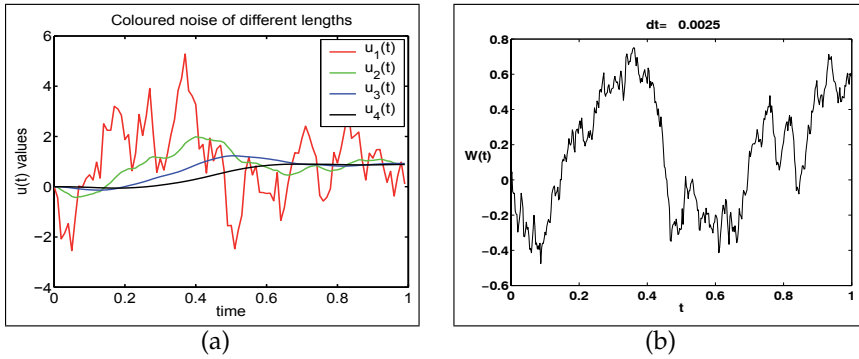 Coloured noise of different lengths
6
4
2
0
−2
−4
u(t) values
u₁(t)
u₂(t)
u₃(t)
u₄(t)
0
0.2
0.4
0.6
0.8
1
time
(a)
dt= 0.0025
0.8
0.6
0.4
0.2
0
−0.2
−0.4
−0.6
W(t)
0
0.2
0.4
0.6
0.8
1
t
(b)